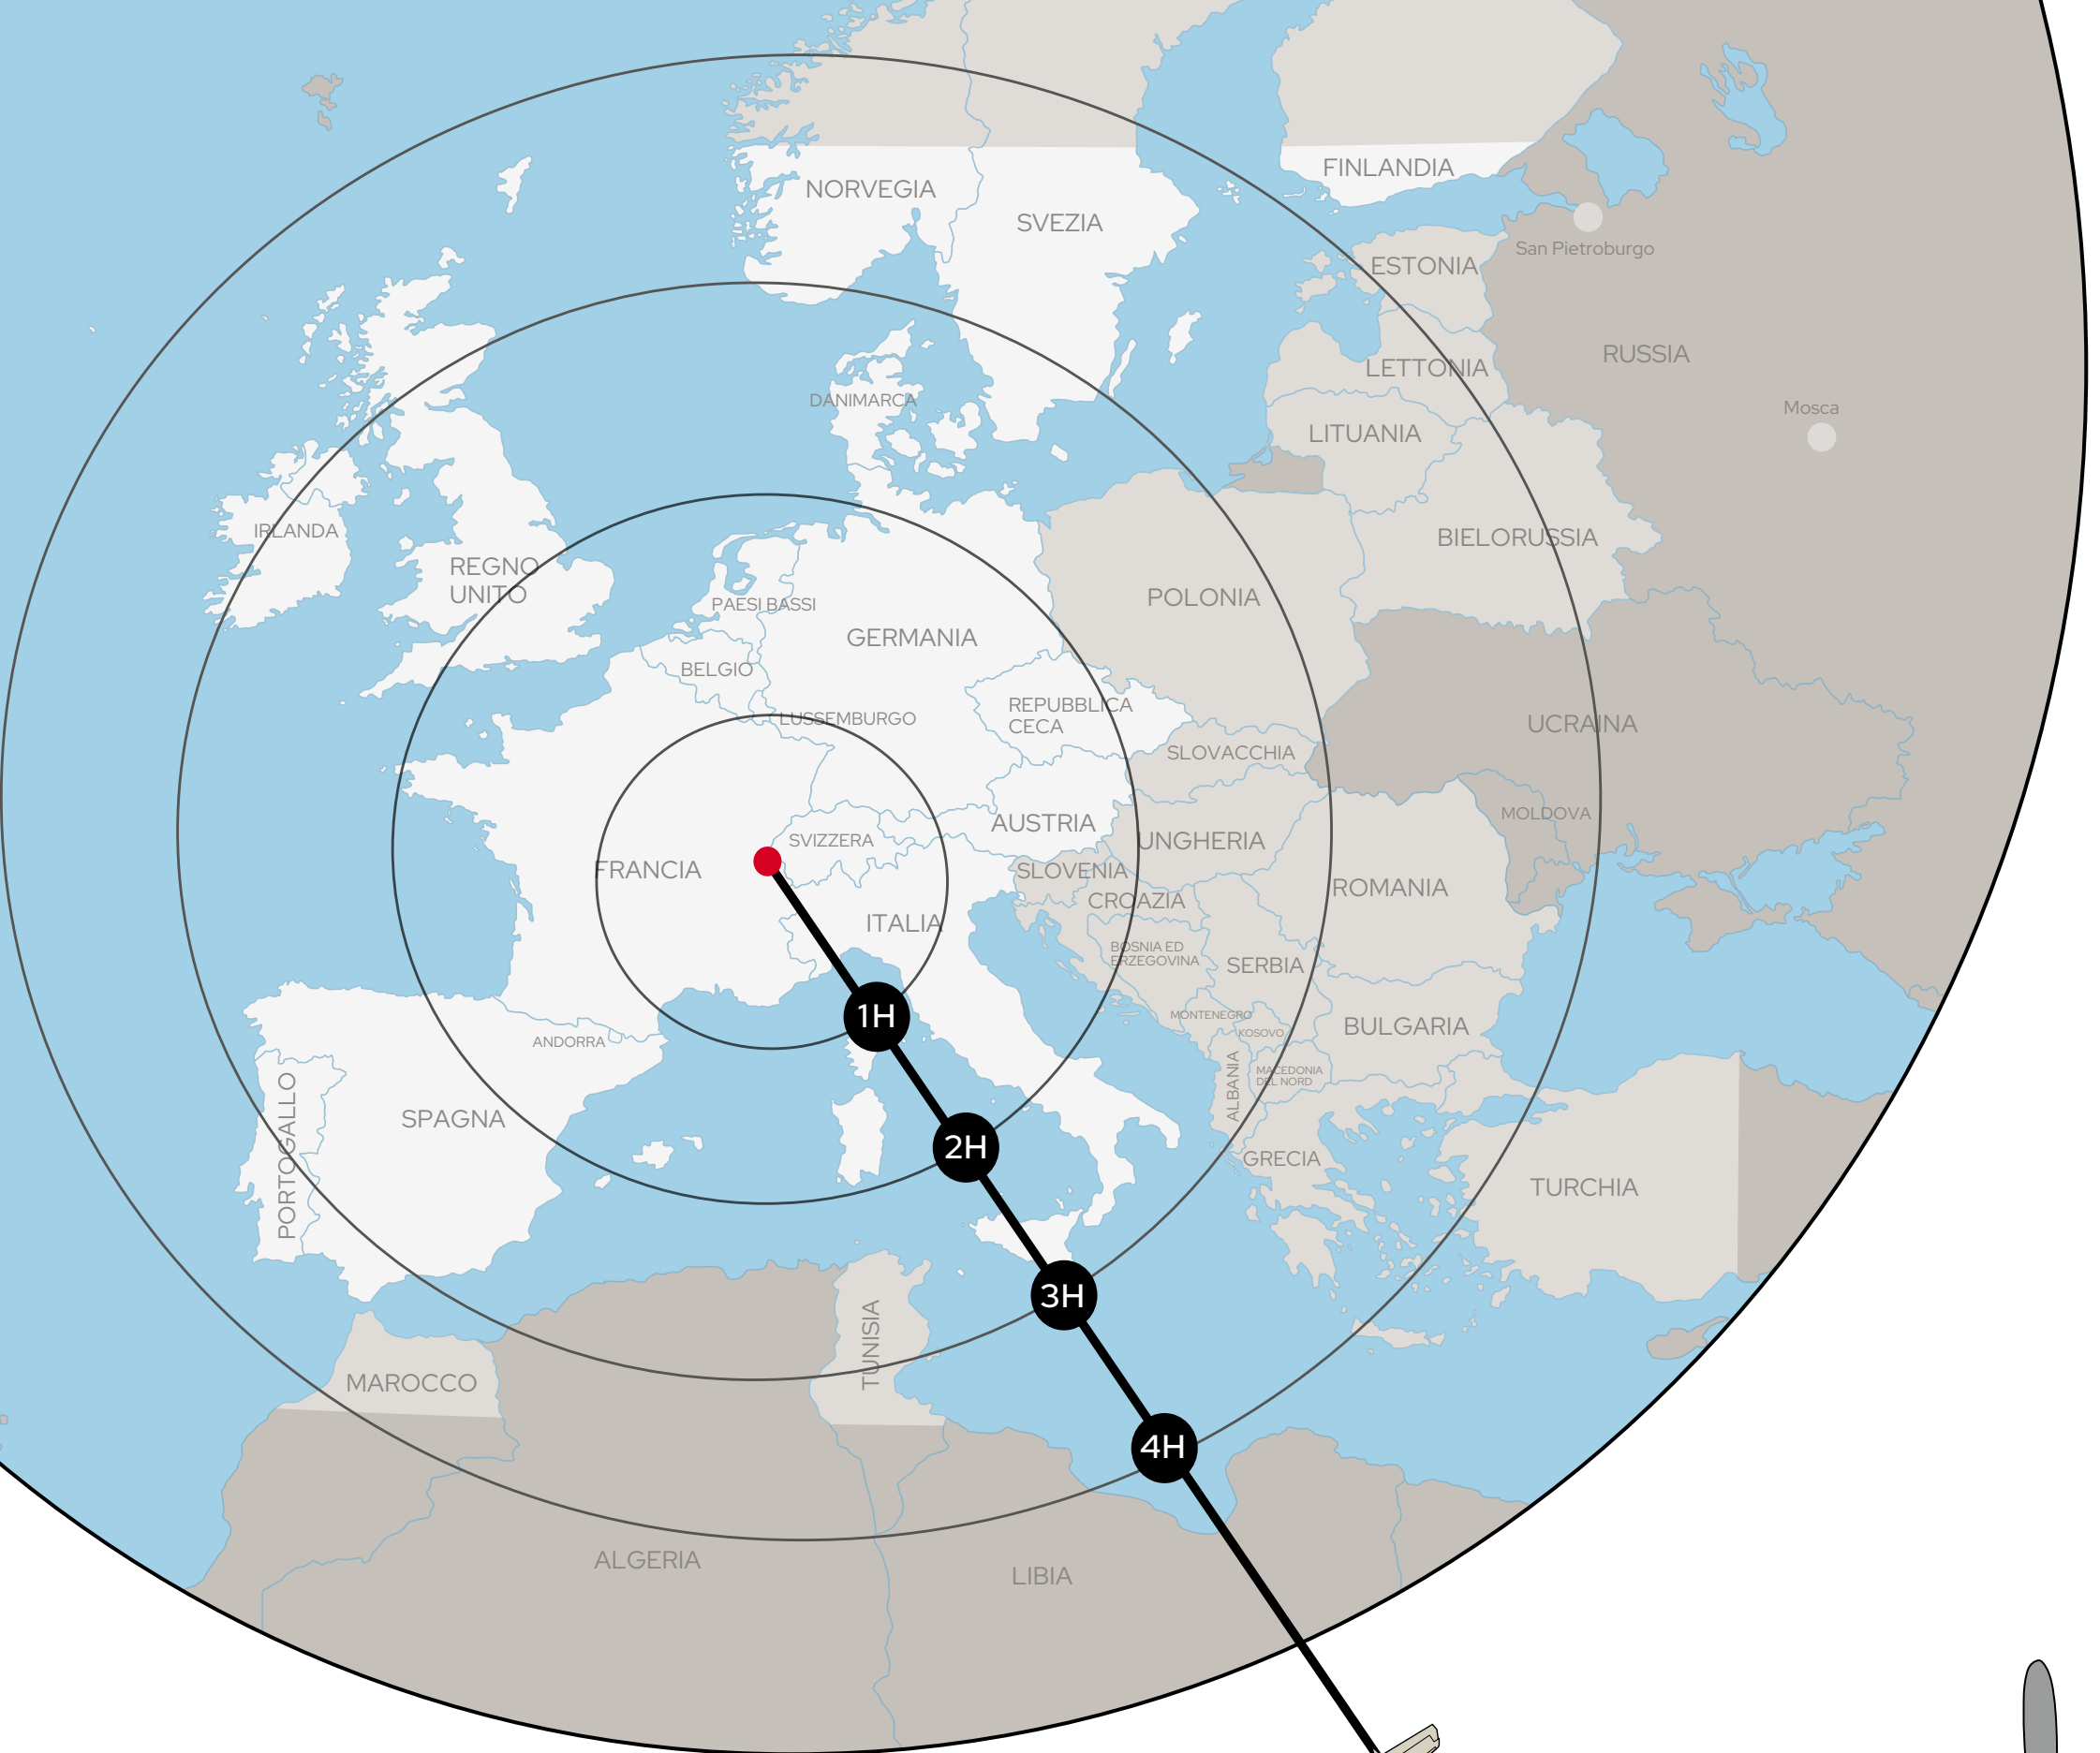 FINLANDIA
NORVEGIA
SVEZIA
San Pietroburgo
ESTONIA
RUSSIA
LETTONIA
DANIMARCA
Mosca
LITUANIA
IRLANDA
BIELORUSSIA
REGNO
UNITO
PAESI BASSI
POLONIA
GERMANIA
BELGIO
REPUBBLICA
CECA
LUSSEMBURGO
UCRAINA
SLOVACCHIA
MOLDOVA
AUSTRIA
SVIZZERA
UNGHERIA
FRANCIA
SLOVENIA
ROMANIA
CROAZIA
ITALIA
BOSNIA ED
ERZEGOVINA
SERBIA
1H
MONTENEGRO
KOSOVO
BULGARIA
ANDORRA
MACEDONIA
DEL NORD
ALBANIA
SPAGNA
PORTOGALLO
2H
GRECIA
TURCHIA
3H
TUNISIA
MAROCCO
4H
ALGERIA
LIBIA